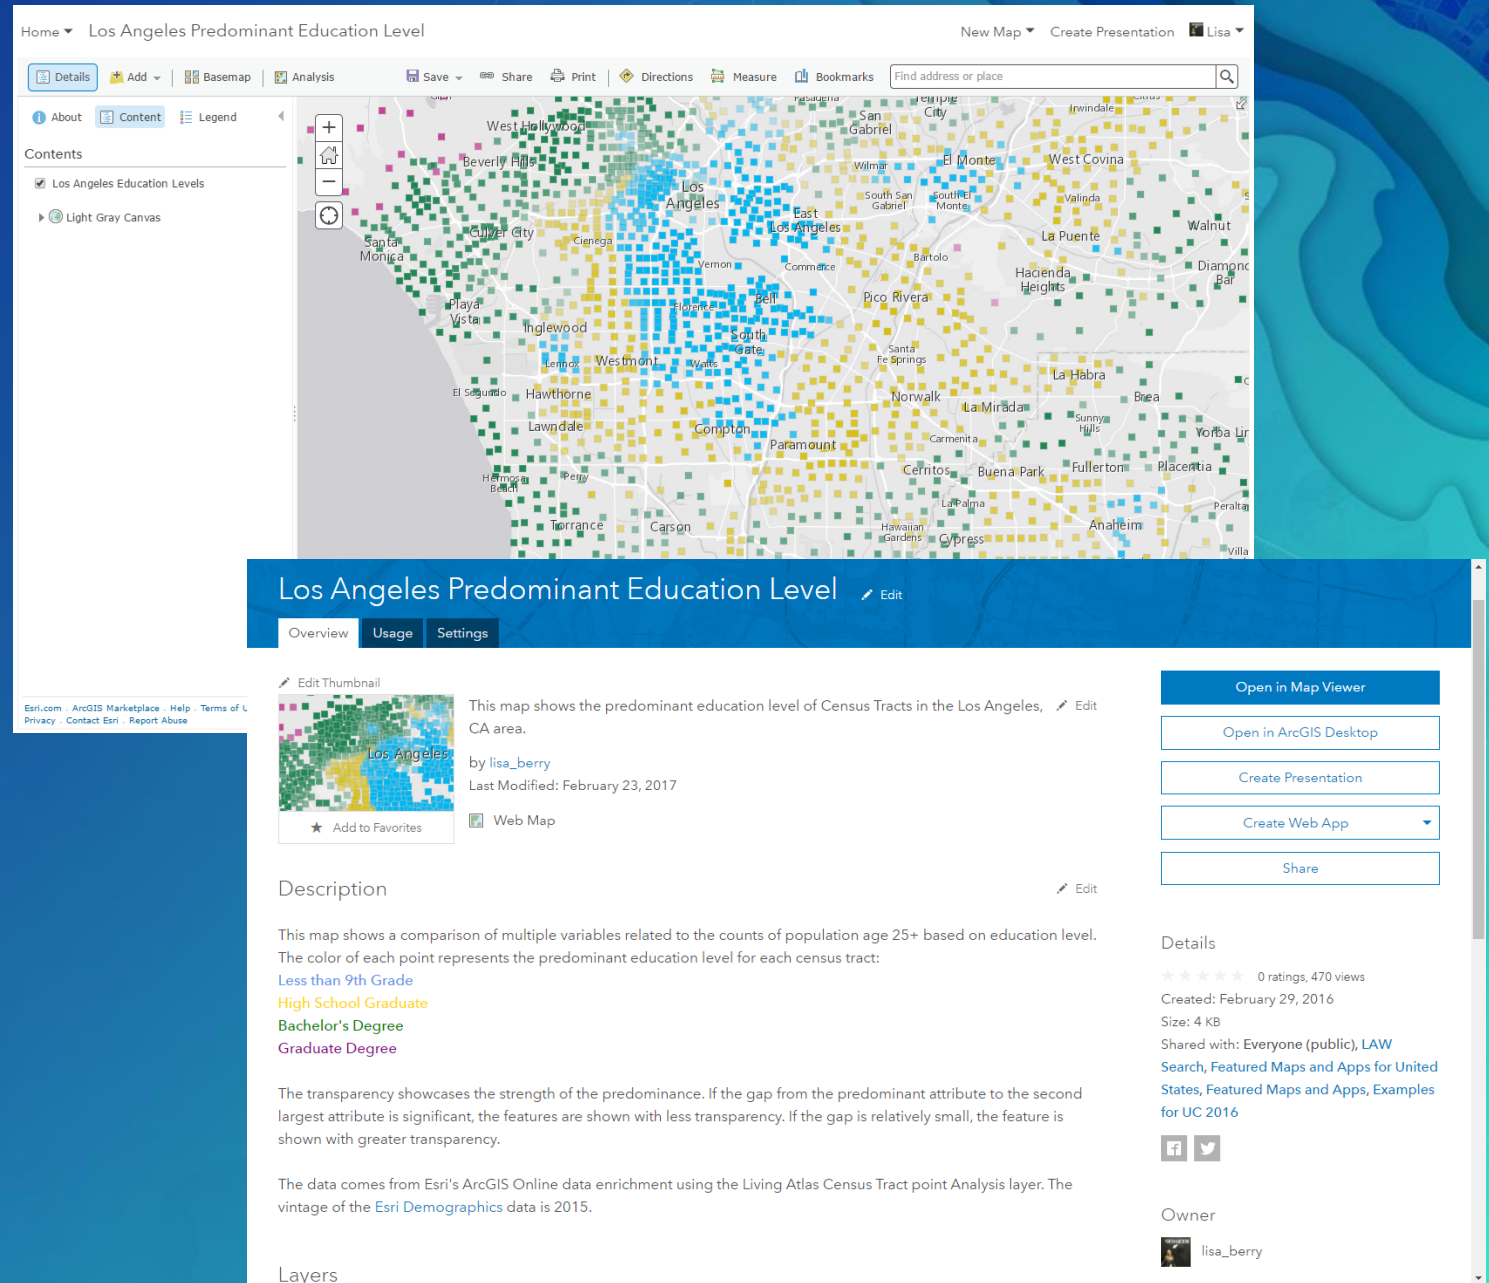 Home Los Angeles Predominant Education Level New Map Create Presentation Lisa
Details Add Basemap Analysis Save Share Print Directions Measure Bookmarks Find address or place
About Content Legend
Contents
Los Angeles Education Levels
Light Gray Canvas
Pasadena
Temple City
Irwindale
San Gabriel
West Hollywood
Beverly Hills
Wilmar
El Monte
West Covina
Los Angeles
South San Gabriel
South El Monte
Valinda
East Los Angeles
Walnut
Culver City
Cienega
Santa Monica
La Puente
Vernon
Commerce
Bartolo
Hacienda Heights
Diamond Bar
Playa Vista
Florence
Bell
Pico Rivera
Inglewood
South Gate
Lennox
Westmont
Watts
Santa Fe Springs
La Habra
El Segundo
Hawthorne
Norwalk
La Mirada
Brea
Lawndale
Compton
Paramount
Carmenita
Sunny Hills
Yorba Lin
Hermosa Beach
Perry
Cerritos
Buena Park
Fullerton
Placentia
La Palma
Peralta
Torrance
Carson
Hawaiian Gardens
Cypress
Anaheim
Villa
Esri.com . ArcGIS Marketplace . Help . Terms of U
Privacy . Contact Esri . Report Abuse
Los Angeles Predominant Education Level Edit
Overview Usage Settings
Edit Thumbnail
Los Angeles
Add to Favorites
This map shows the predominant education level of Census Tracts in the Los Angeles, Edit
CA area.
by lisa_berry
Last Modified: February 23, 2017
Web Map
Open in Map Viewer
Open in ArcGIS Desktop
Create Presentation
Create Web App
Share
Description Edit
This map shows a comparison of multiple variables related to the counts of population age 25+ based on education level.
The color of each point represents the predominant education level for each census tract:
Less than 9th Grade
High School Graduate
Bachelor's Degree
Graduate Degree
The transparency showcases the strength of the predominance. If the gap from the predominant attribute to the second
largest attribute is significant, the features are shown with less transparency. If the gap is relatively small, the feature is
shown with greater transparency.
The data comes from Esri's ArcGIS Online data enrichment using the Living Atlas Census Tract point Analysis layer. The
vintage of the Esri Demographics data is 2015.
Layers
Details
0 ratings, 470 views
Created: February 29, 2016
Size: 4 KB
Shared with: Everyone (public), LAW
Search, Featured Maps and Apps for United
States, Featured Maps and Apps, Examples
for UC 2016
Owner
lisa_berry